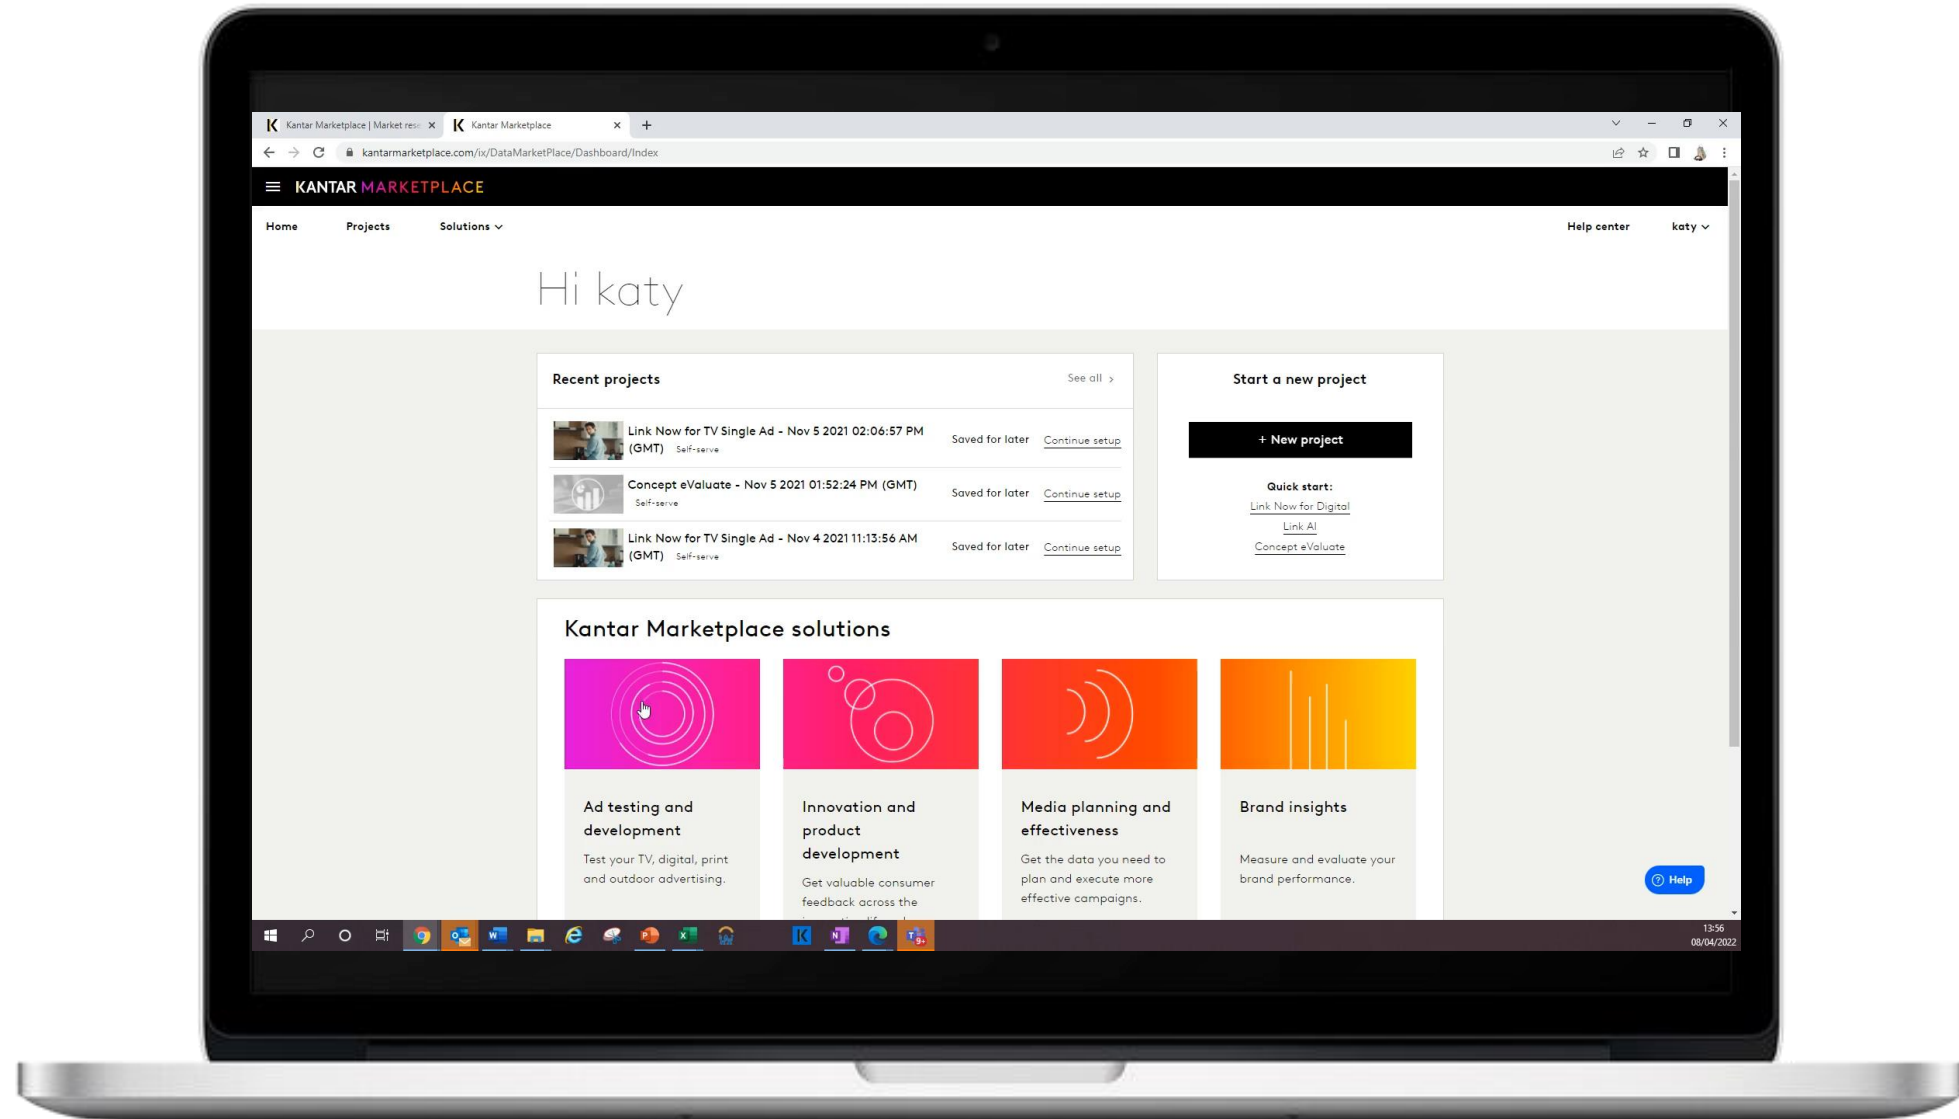 Kantar Marketplace | Market rese
Kantar Marketplace
kantarmarketplace.com/ix/DataMarketPlace/Dashboard/Index
KANTAR MARKETPLACE
Home
Projects
Solutions
Help center
katy
Hi katy
Recent projects
See all
Link Now for TV Single Ad - Nov 5 2021 02:06:57 PM
(GMT) Self-serve
Saved for later
Continue setup
Concept eValuate - Nov 5 2021 01:52:24 PM (GMT)
Self-serve
Saved for later
Continue setup
Link Now for TV Single Ad - Nov 4 2021 11:13:56 AM
(GMT) Self-serve
Saved for later
Continue setup
Start a new project
+ New project
Quick start:
Link Now for Digital
Link AI
Concept eValuate
Kantar Marketplace solutions
Ad testing and
development
Test your TV, digital, print
and outdoor advertising.
Innovation and
product
development
Get valuable consumer
feedback across the
Media planning and
effectiveness
Get the data you need to
plan and execute more
effective campaigns.
Brand insights
Measure and evaluate your
brand performance.
Help
13:56
08/04/2022